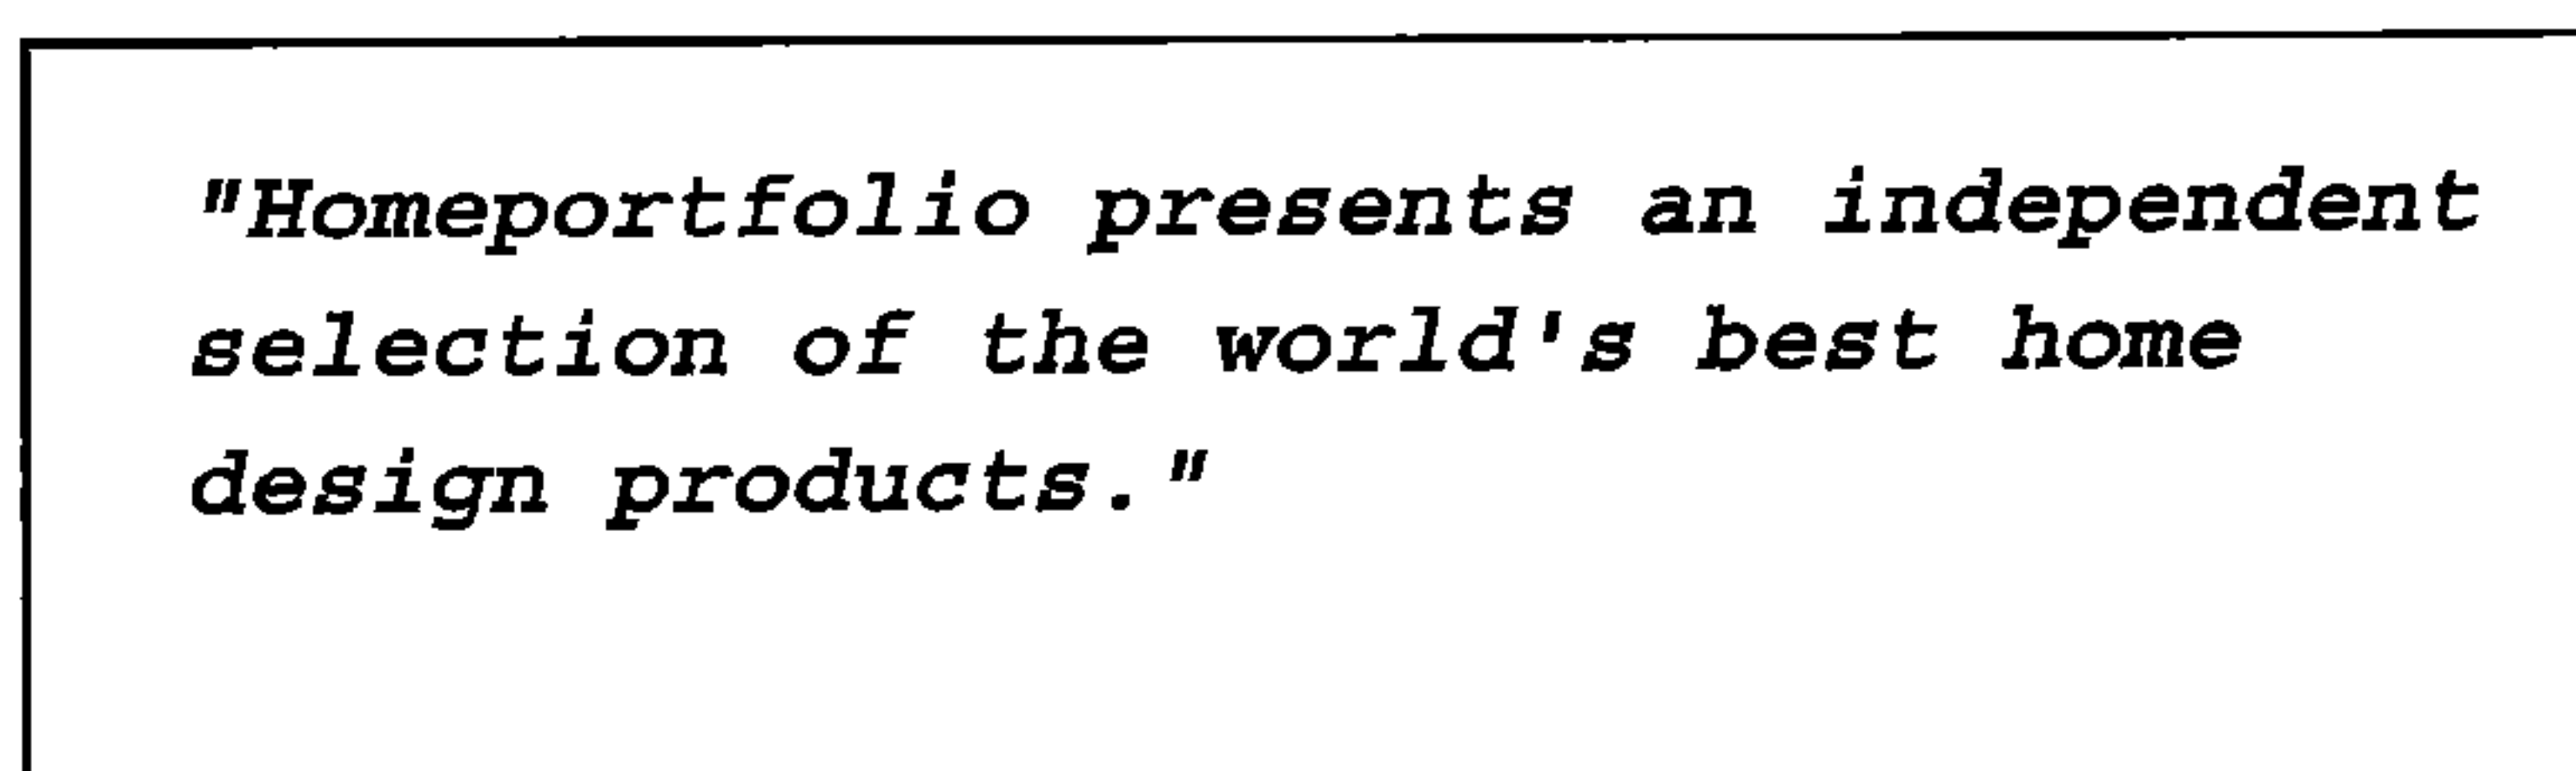 "Homeportfolio presents an independent
selection of the world's best home
design products."